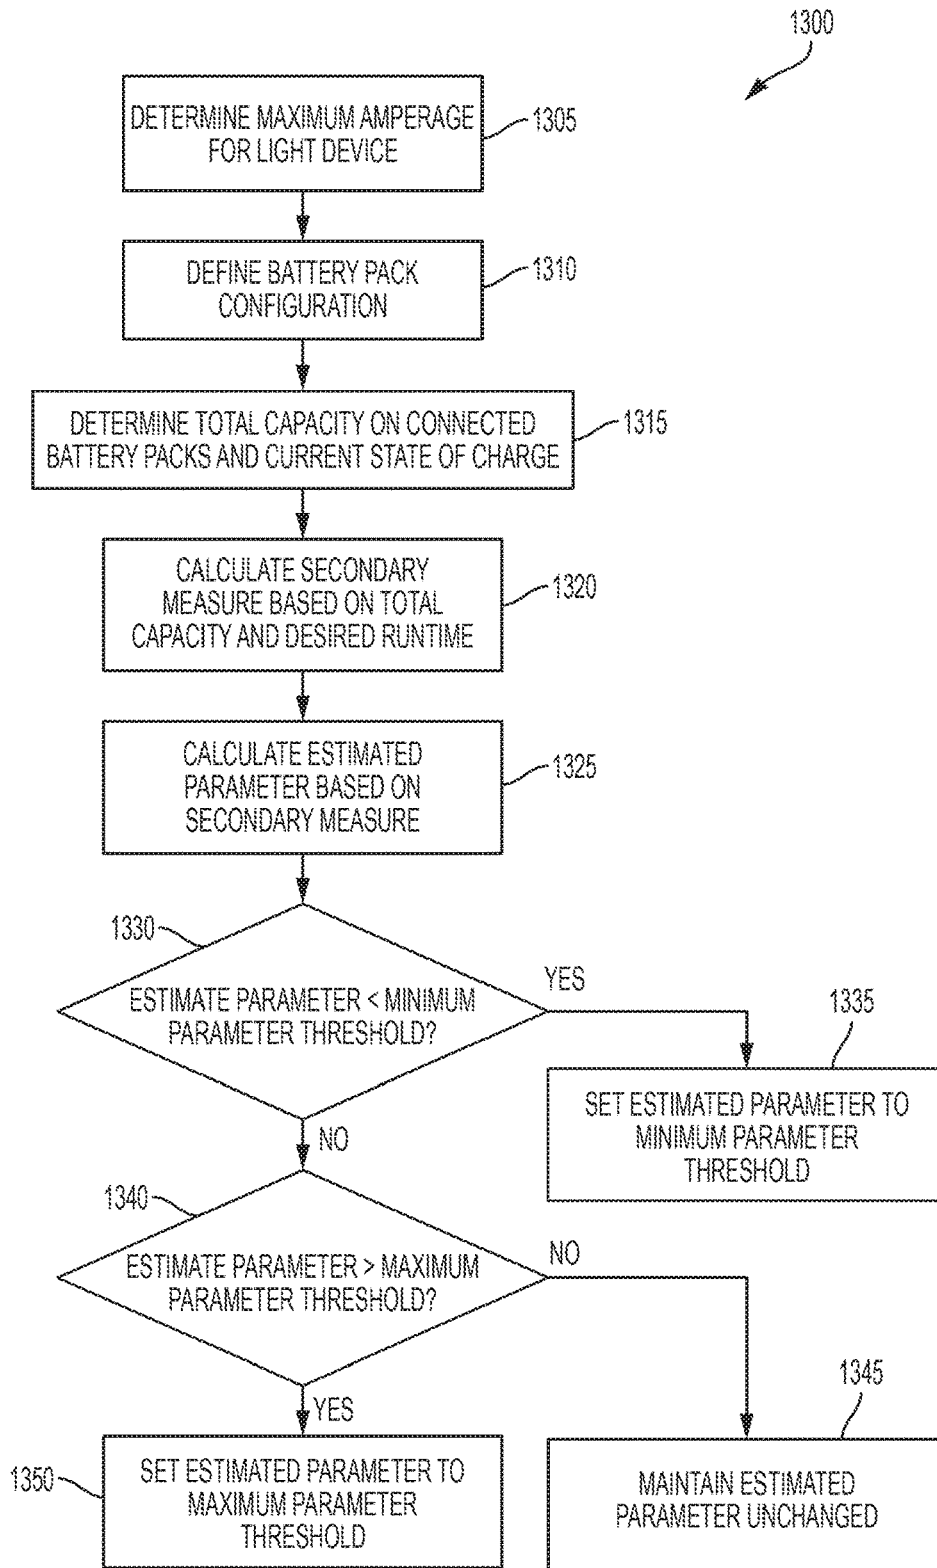 1300
DETERMINE MAXIMUM AMPERAGE
FOR LIGHT DEVICE
1305
DEFINE BATTERY PACK
CONFIGURATION
1310
DETERMINE TOTAL CAPACITY ON CONNECTED
BATTERY PACKS AND CURRENT STATE OF CHARGE
1315
CALCULATE SECONDARY
MEASURE BASED ON TOTAL
CAPACITY AND DESIRED RUNTIME
1320
CALCULATE ESTIMATED
PARAMETER BASED ON
SECONDARY MEASURE
1325
1330
ESTIMATE PARAMETER < MINIMUM
PARAMETER THRESHOLD?
YES
1335
SET ESTIMATED PARAMETER TO
MINIMUM PARAMETER
THRESHOLD
NO
1340
ESTIMATE PARAMETER > MAXIMUM
PARAMETER THRESHOLD?
NO
1345
MAINTAIN ESTIMATED
PARAMETER UNCHANGED
YES
1350
SET ESTIMATED PARAMETER TO
MAXIMUM PARAMETER
THRESHOLD